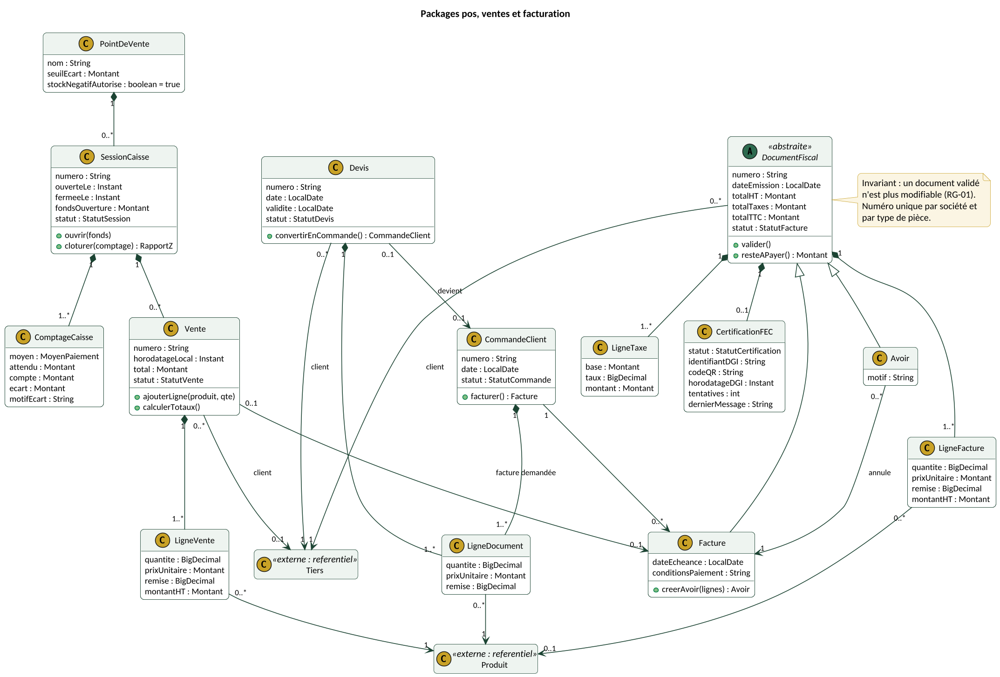 Packages pos, ventes et facturation
C PointDeVente
nom : String
seuilEcart : Montant
stockNegatifAutorise : boolean = true
1
0..*
C SessionCaisse
numero : String
ouverteLe : Instant
fermeeLe : Instant
fondsOuverture : Montant
statut : StatutSession
ouvrir(fonds)
cloturer(comptage) : RapportZ
1
1
1..*
0..*
C Devis
numero : String
date : LocalDate
validite : LocalDate
statut : StatutDevis
convertirEnCommande() : CommandeClient
0..*
1
0..1
devient
0..1
«abstraite»
A DocumentFiscal
numero : String
dateEmission : LocalDate
totalHT : Montant
totalTaxes : Montant
totalTTC : Montant
statut : StatutFacture
valider()
resteAPayer() : Montant
0..*
1
1
1
Invariant : un document validé
n'est plus modifiable (RG-01).
Numéro unique par société et
par type de pièce.
1..*
0..1
C ComptageCaisse
moyen : MoyenPaiement
attendu : Montant
compte : Montant
ecart : Montant
motifEcart : String
C Vente
numero : String
horodatageLocal : Instant
total : Montant
statut : StatutVente
ajouterLigne(produit, qte)
calculerTotaux()
0..1
1
0..*
client
client
C CommandeClient
numero : String
date : LocalDate
statut : StatutCommande
facturer() : Facture
1
1
C LigneTaxe
base : Montant
taux : BigDecimal
montant : Montant
C CertificationFEC
statut : StatutCertification
identifiantDGI : String
codeQR : String
horodatageDGI : Instant
tentatives : int
dernierMessage : String
C Avoir
motif : String
0..*
1..*
C LigneFacture
quantite : BigDecimal
prixUnitaire : Montant
remise : BigDecimal
montantHT : Montant
0..*
client
facture demandée
annule
1..*
0..1
1
1
1..*
1..*
0..*
0..1
1
C LigneVente
quantite : BigDecimal
prixUnitaire : Montant
remise : BigDecimal
montantHT : Montant
0..*
«externe : referentiel»
C Tiers
C LigneDocument
quantite : BigDecimal
prixUnitaire : Montant
remise : BigDecimal
0..*
C Facture
dateEcheance : LocalDate
conditionsPaiement : String
creerAvoir(lignes) : Avoir
1
1
0..1
«externe : referentiel»
C Produit